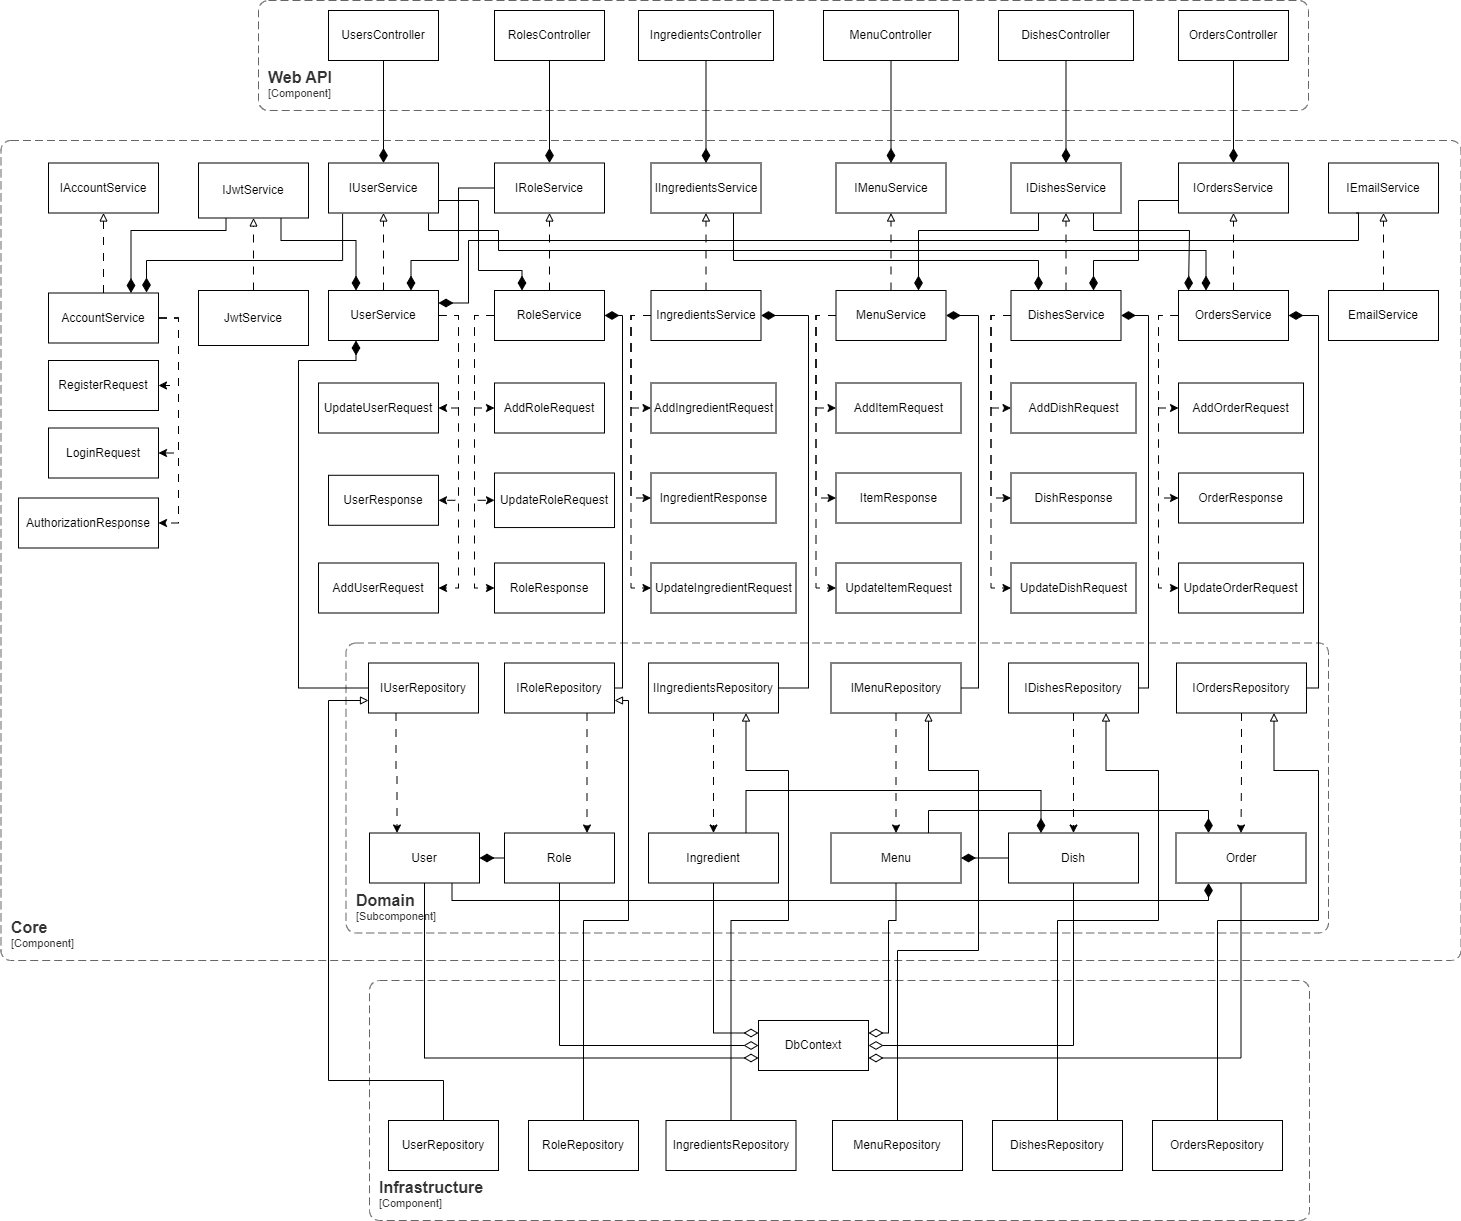 UsersController
RolesController
IngredientsController
MenuController
DishesController
OrdersController
Web API
[Component]
IAccountService
IJwtService
IUserService
IRoleService
IIngredientsService
IMenuService
IDishesService
IOrdersService
IEmailService
AccountService
JwtService
UserService
RoleService
IngredientsService
MenuService
DishesService
OrdersService
EmailService
RegisterRequest
UpdateUserRequest
AddRoleRequest
AddIngredientRequest
AddItemRequest
AddDishRequest
AddOrderRequest
LoginRequest
UserResponse
UpdateRoleRequest
IngredientResponse
ItemResponse
DishResponse
OrderResponse
AuthorizationResponse
AddUserRequest
RoleResponse
UpdateIngredientRequest
UpdateItemRequest
UpdateDishRequest
UpdateOrderRequest
IUserRepository
IRoleRepository
IIngredientsRepository
IMenuRepository
IDishesRepository
IOrdersRepository
User
Role
Ingredient
Menu
Dish
Order
Domain
[Subcomponent]
Core
[Component]
DbContext
UserRepository
RoleRepository
IngredientsRepository
MenuRepository
DishesRepository
OrdersRepository
Infrastructure
[Component]